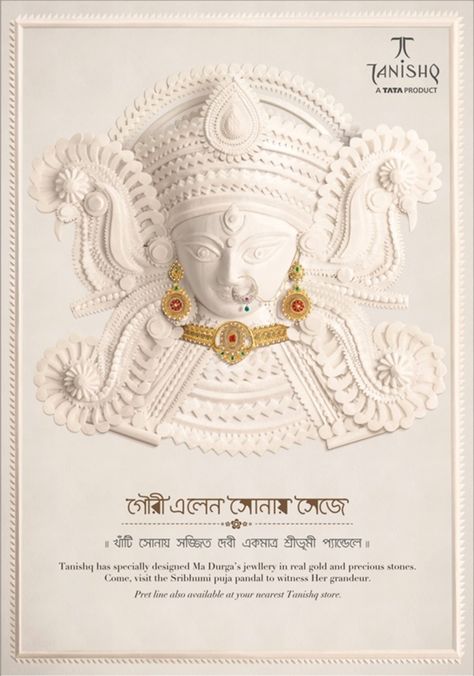 TANISHQ
A TATA PRODUCT
গৌরী এলেন সোনায় সেজে
॥ খাঁটি সোনায় সজ্জিত দেবী একমাত্র শ্রীভূমী প্যান্ডেলে ॥
Tanishq has specially designed Ma Durga's jewllery in real gold and precious stones.
Come, visit the Sribhumi puja pandal to witness Her grandeur.
Pret line also available at your nearest Tanishq store.